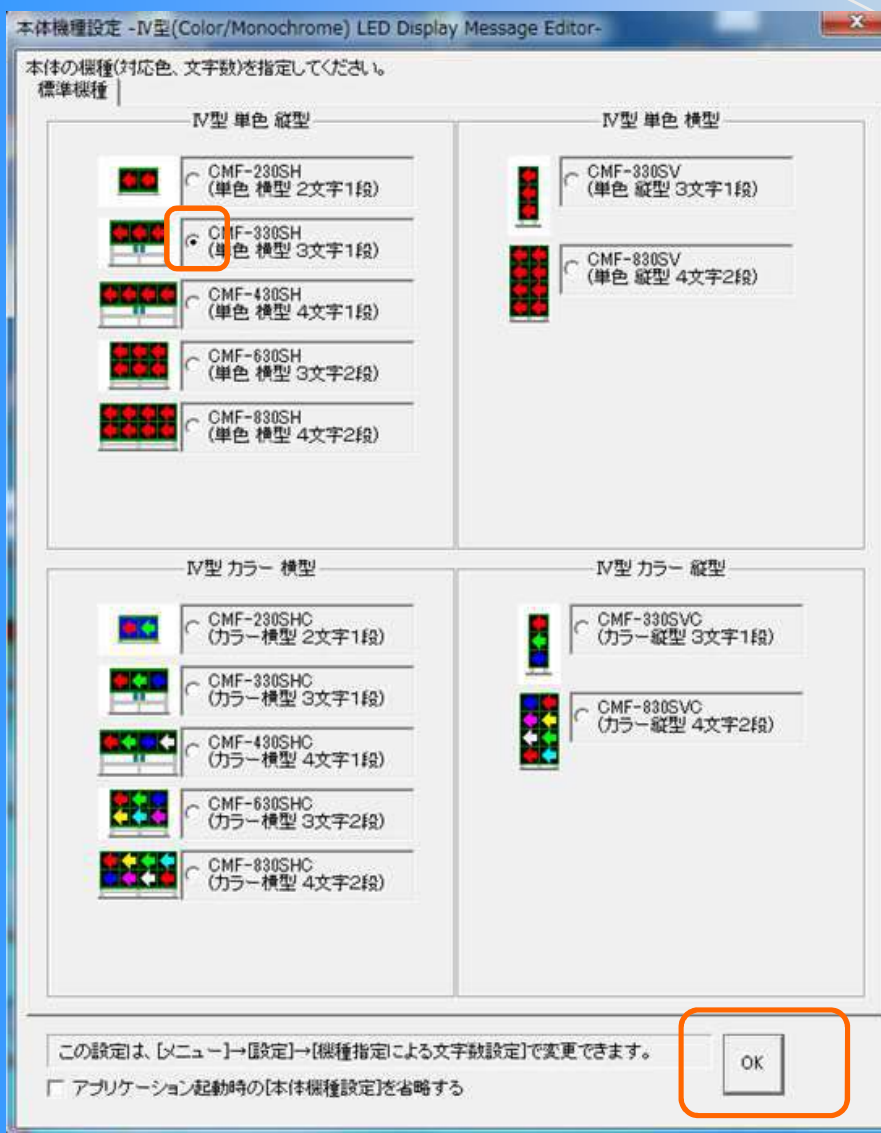 本体機種設定 -Ⅳ型(Color/Monochrome) LED Display Message Editor-
本体の機種(対応色、文字数)を指定してください。
標準機種
Ⅳ型 単色 縦型
CMF-230SH
(単色 横型 2文字1段)
CMF-330SH
(単色 横型 3文字1段)
CMF-430SH
(単色 横型 4文字1段)
CMF-630SH
(単色 横型 3文字2段)
CMF-830SH
(単色 横型 4文字2段)
Ⅳ型 単色 横型
CMF-330SV
(単色 縦型 3文字1段)
CMF-830SV
(単色 縦型 4文字2段)
Ⅳ型 カラー 横型
CMF-230SHC
(カラー横型 2文字1段)
CMF-330SHC
(カラー横型 3文字1段)
CMF-430SHC
(カラー横型 4文字1段)
CMF-630SHC
(カラー横型 3文字2段)
CMF-830SHC
(カラー横型 4文字2段)
Ⅳ型 カラー 縦型
CMF-330SVC
(カラー縦型 3文字1段)
CMF-830SVC
(カラー縦型 4文字2段)
この設定は、[メニュー]→[設定]→[機種指定による文字数設定]で変更できます。
アプリケーション起動時の[本体機種設定]を省略する
OK